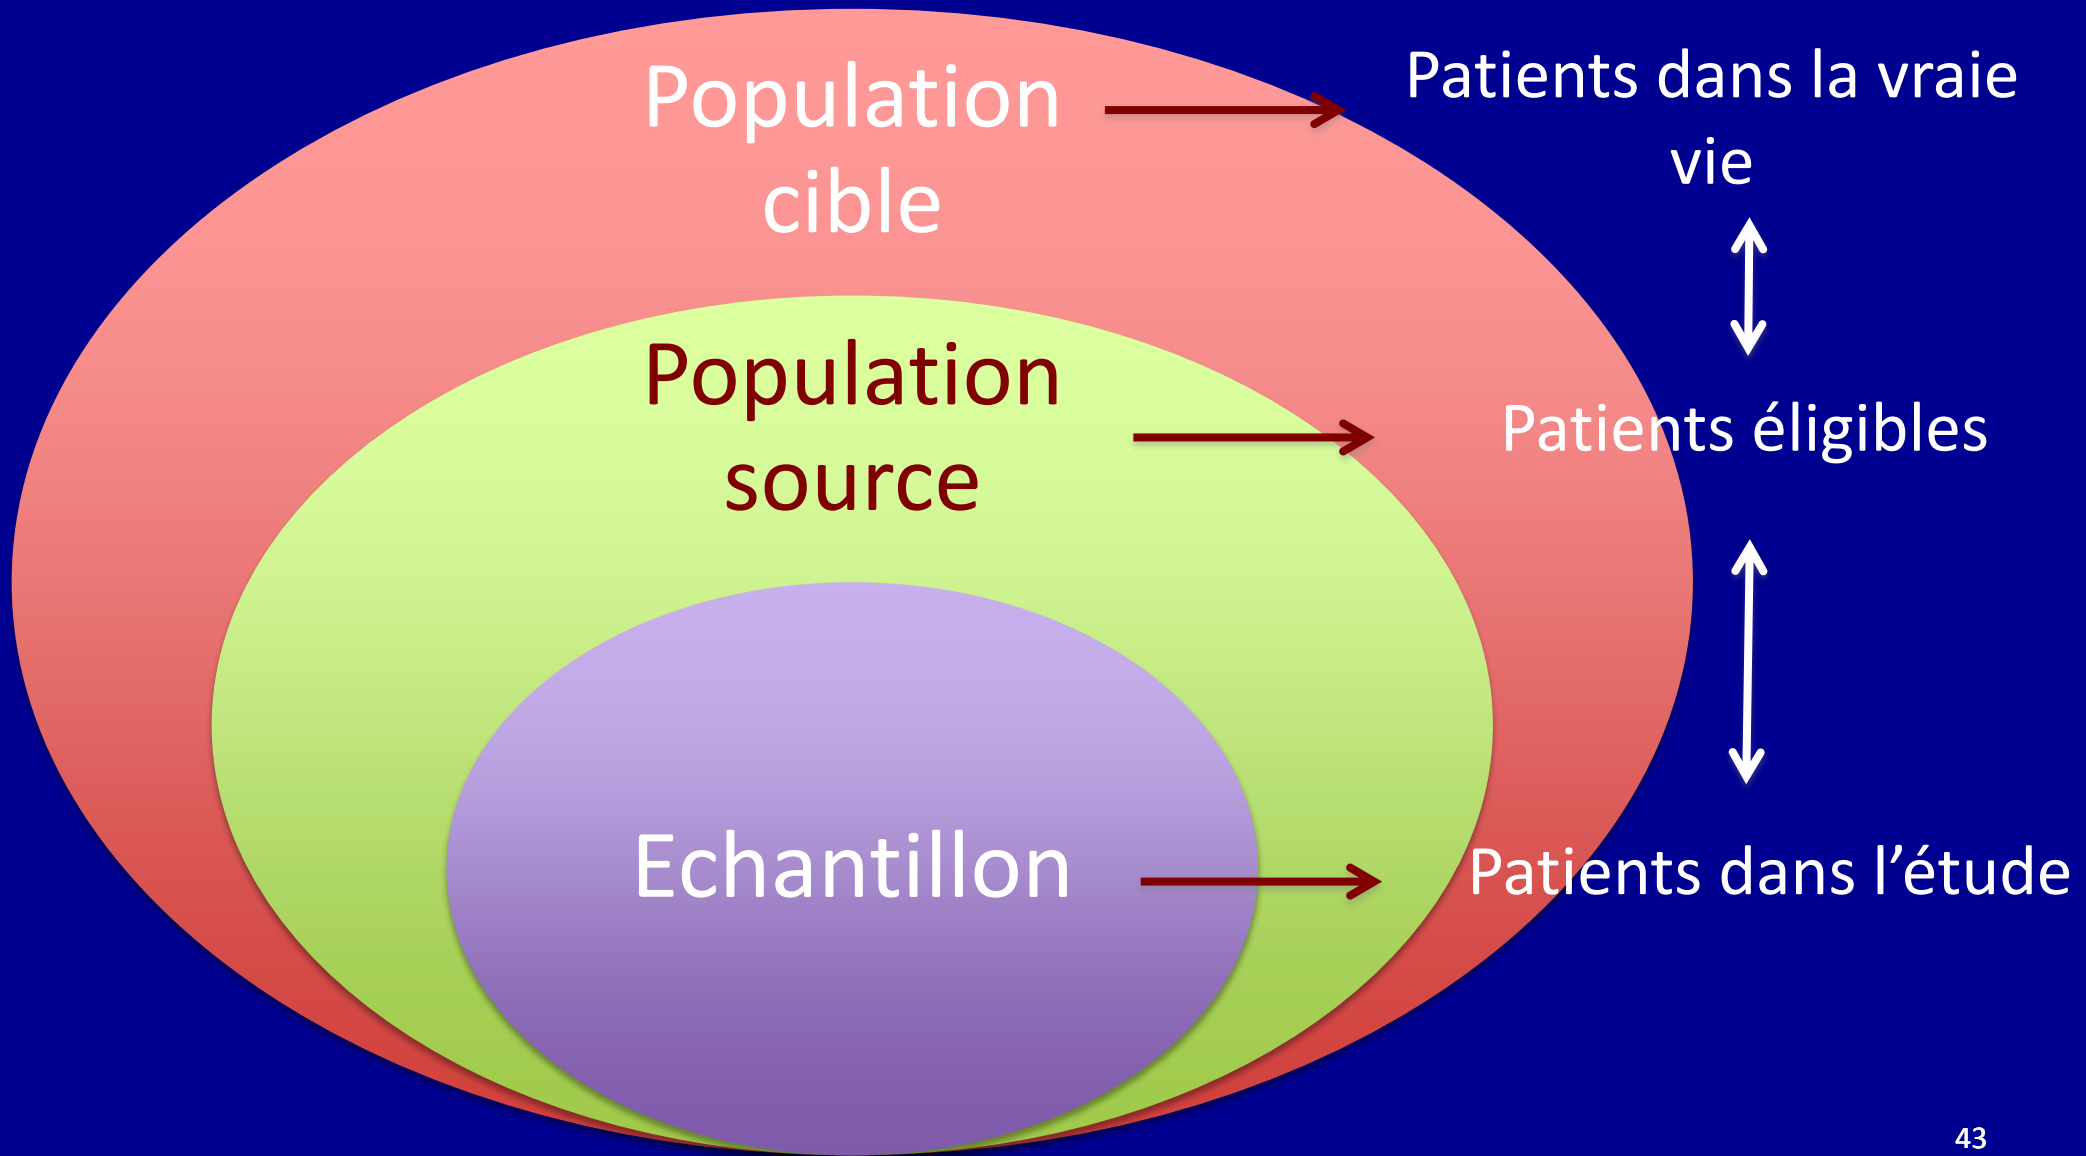 Population
cible
Patients dans la vraie
vie
Population
source
Patients éligibles
Echantillon
Patients dans l’étude
43